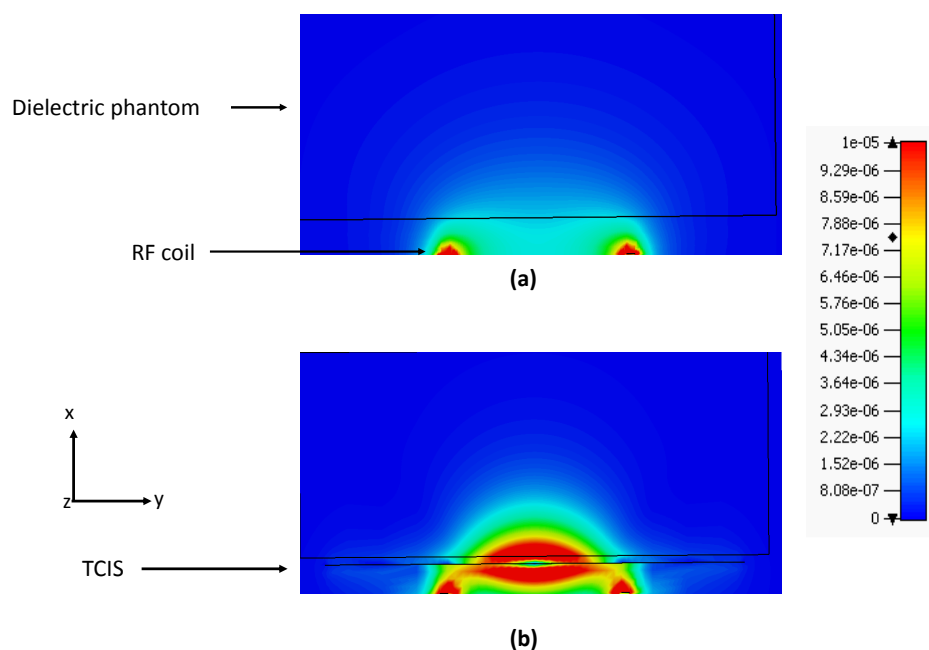 Dielectric phantom
RF coil
(a)
1e-05
9.29e-06
8.59e-06
7.88e-06
7.17e-06
6.46e-06
5.76e-06
5.05e-06
4.34e-06
3.64e-06
2.93e-06
2.22e-06
1.52e-06
8.08e-07
0
x
z
y
TCIS
(b)